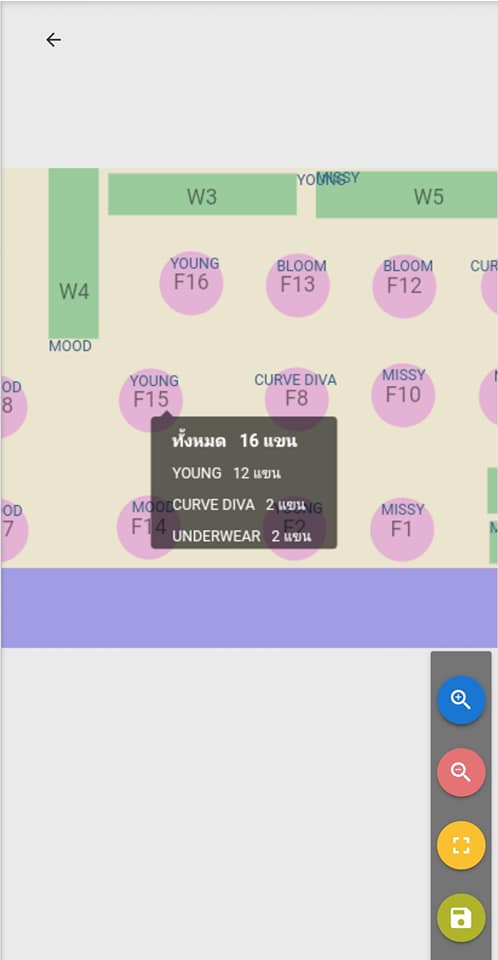 YOUNG
MISSY
W3
W5
YOUNG
F16
BLOOM
F13
BLOOM
F12
CUR
W4
MOOD
OD
8
YOUNG
F15
CURVE DIVA
F8
MISSY
F10
ทั้งหมด 16 แขน
YOUNG 12 แขน
CURVE DIVA 2 แขน
UNDERWEAR 2 แขน
OD
7
MOOD
F14
YOUNG
F2
MISSY
F1